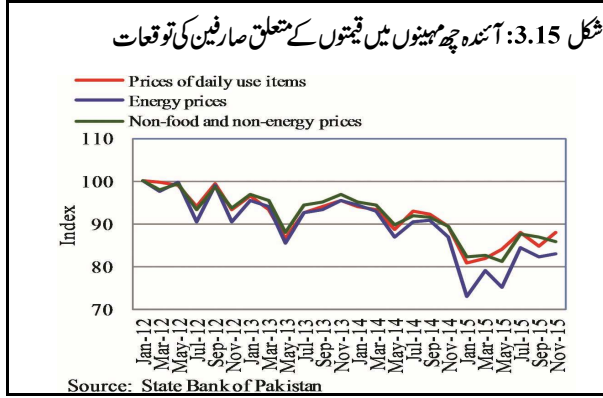 شکل 3.15: آئندہ چھ مہینوں میں قیمتوں کے متعلق صارفین کی توقعات
Prices of daily use items
Energy prices
Non-food and non-energy prices
110
100
90
80
70
Index
Jan-12
Mar-12
May-12
Jul-12
Sep-12
Nov-12
Jan-13
Mar-13
May-13
Jul-13
Sep-13
Nov-13
Jan-14
Mar-14
May-14
Jul-14
Sep-14
Nov-14
Jan-15
Mar-15
May-15
Jul-15
Sep-15
Nov-15
Source: State Bank of Pakistan